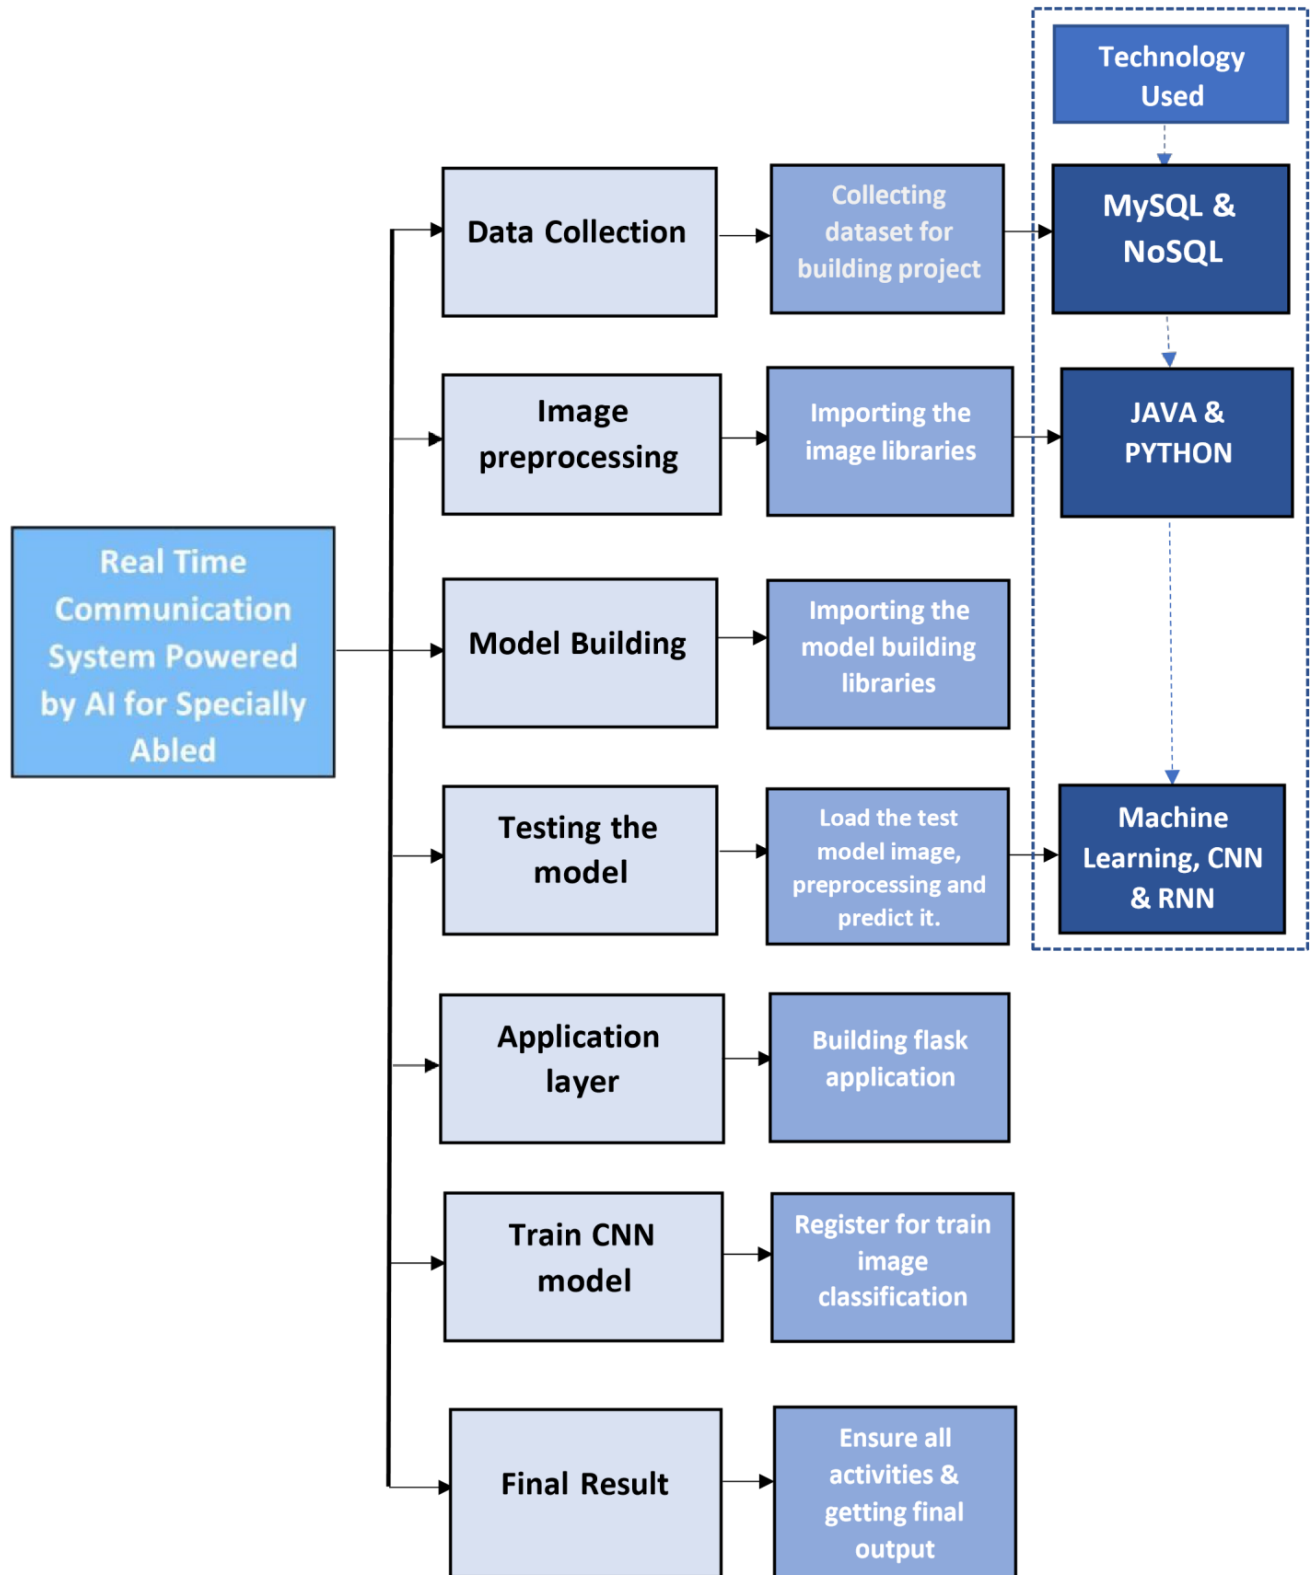 Technology
Used
Data Collection
Collecting
dataset for
building project
MySQL &
NoSQL
Image
preprocessing
Importing the
image libraries
JAVA &
PYTHON
Real Time
Communication
System Powered
by AI for Specially
Abled
Model Building
Importing the
model building
libraries
Testing the
model
Load the test
model image,
preprocessing and
predict it.
Machine
Learning, CNN
& RNN
Application
layer
Building flask
application
Train CNN
model
Register for train
image
classification
Final Result
Ensure all
activities &
getting final
output